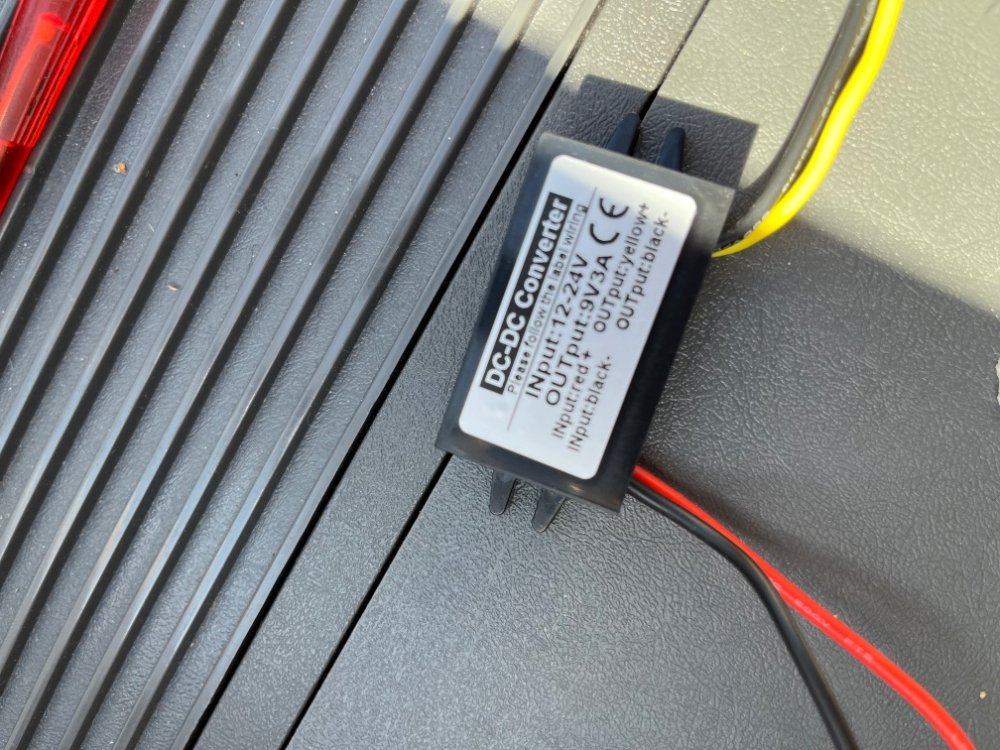 DC-DC Converter
Please follow the label wiring
INput:12-24V
OUTput:9V3A CE
INput:red+ OUTput:yellow+
INput:black- OUTput:black-